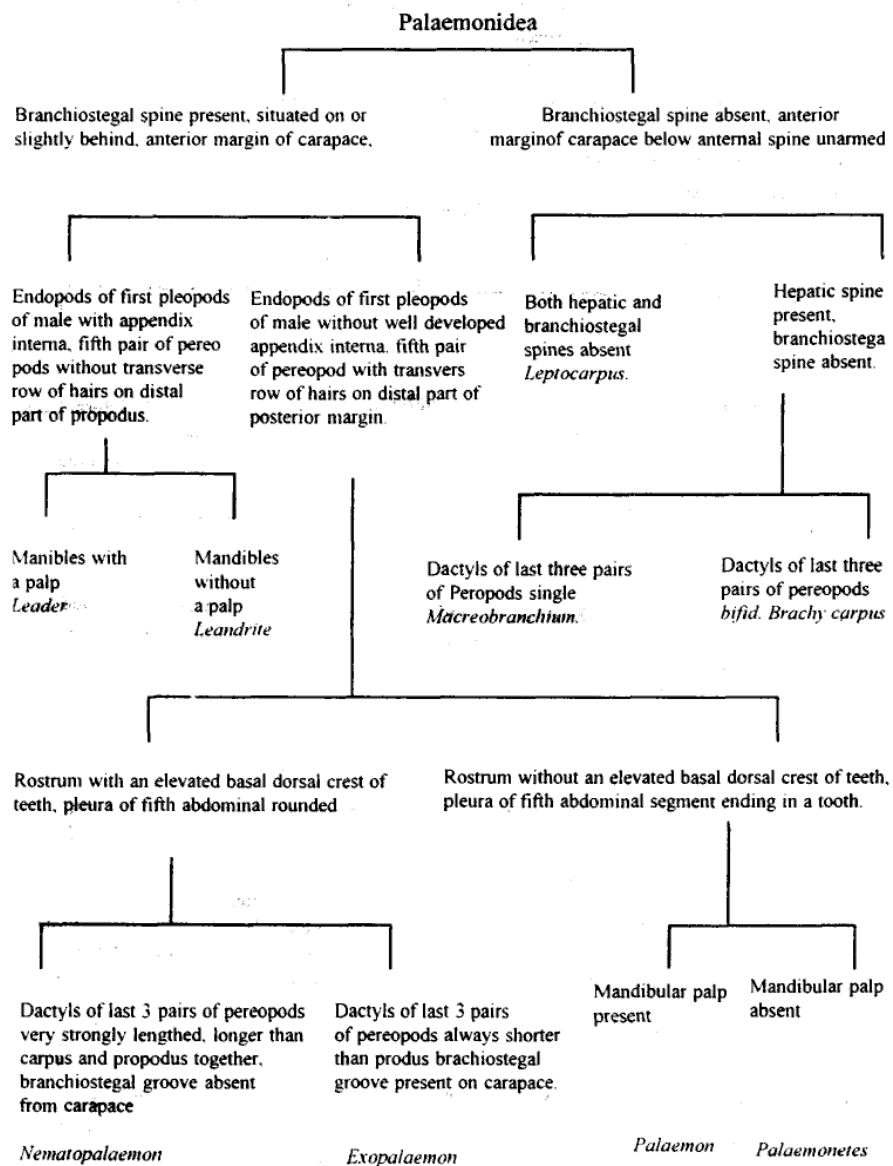 Palaemonidea
Branchiostegal spine present, situated on or
slightly behind, anterior margin of carapace,
Branchiostegal spine absent, anterior
marginof carapace below anternal spine unarmed
Endopods of first pleopods
of male with appendix
interna, fifth pair of pereo
pods without transverse
row of hairs on distal
part of propodus.
Endopods of first pleopods
of male without well developed
appendix interna. fifth pair
of pereopod with transvers
row of hairs on distal part of
posterior margin.
Both hepatic and
branchiostegal
spines absent
Leptocarpus.
Hepatic spine
present,
branchiostega
spine absent.
Manibles with
a palp
Leader
Mandibles
without
a palp
Leandrite
Dactyls of last three pairs
of Peropods single
Macreobranchium.
Dactyls of last three
pairs of pereopods
bifid. Brachy carpus
Rostrum with an elevated basal dorsal crest of
teeth, pleura of fifth abdominal rounded
Rostrum without an elevated basal dorsal crest of teeth,
pleura of fifth abdominal segment ending in a tooth.
Dactyls of last 3 pairs of pereopods
very strongly lengthed, longer than
carpus and propodus together,
branchiostegal groove absent
from carapace
Nematopalaemon
Dactyls of last 3 pairs
of pereopods always shorter
than produs brachiostegal
groove present on carapace.
Exopalaemon
Mandibular palp
present
Palaemon
Mandibular palp
absent
Palaemonetes